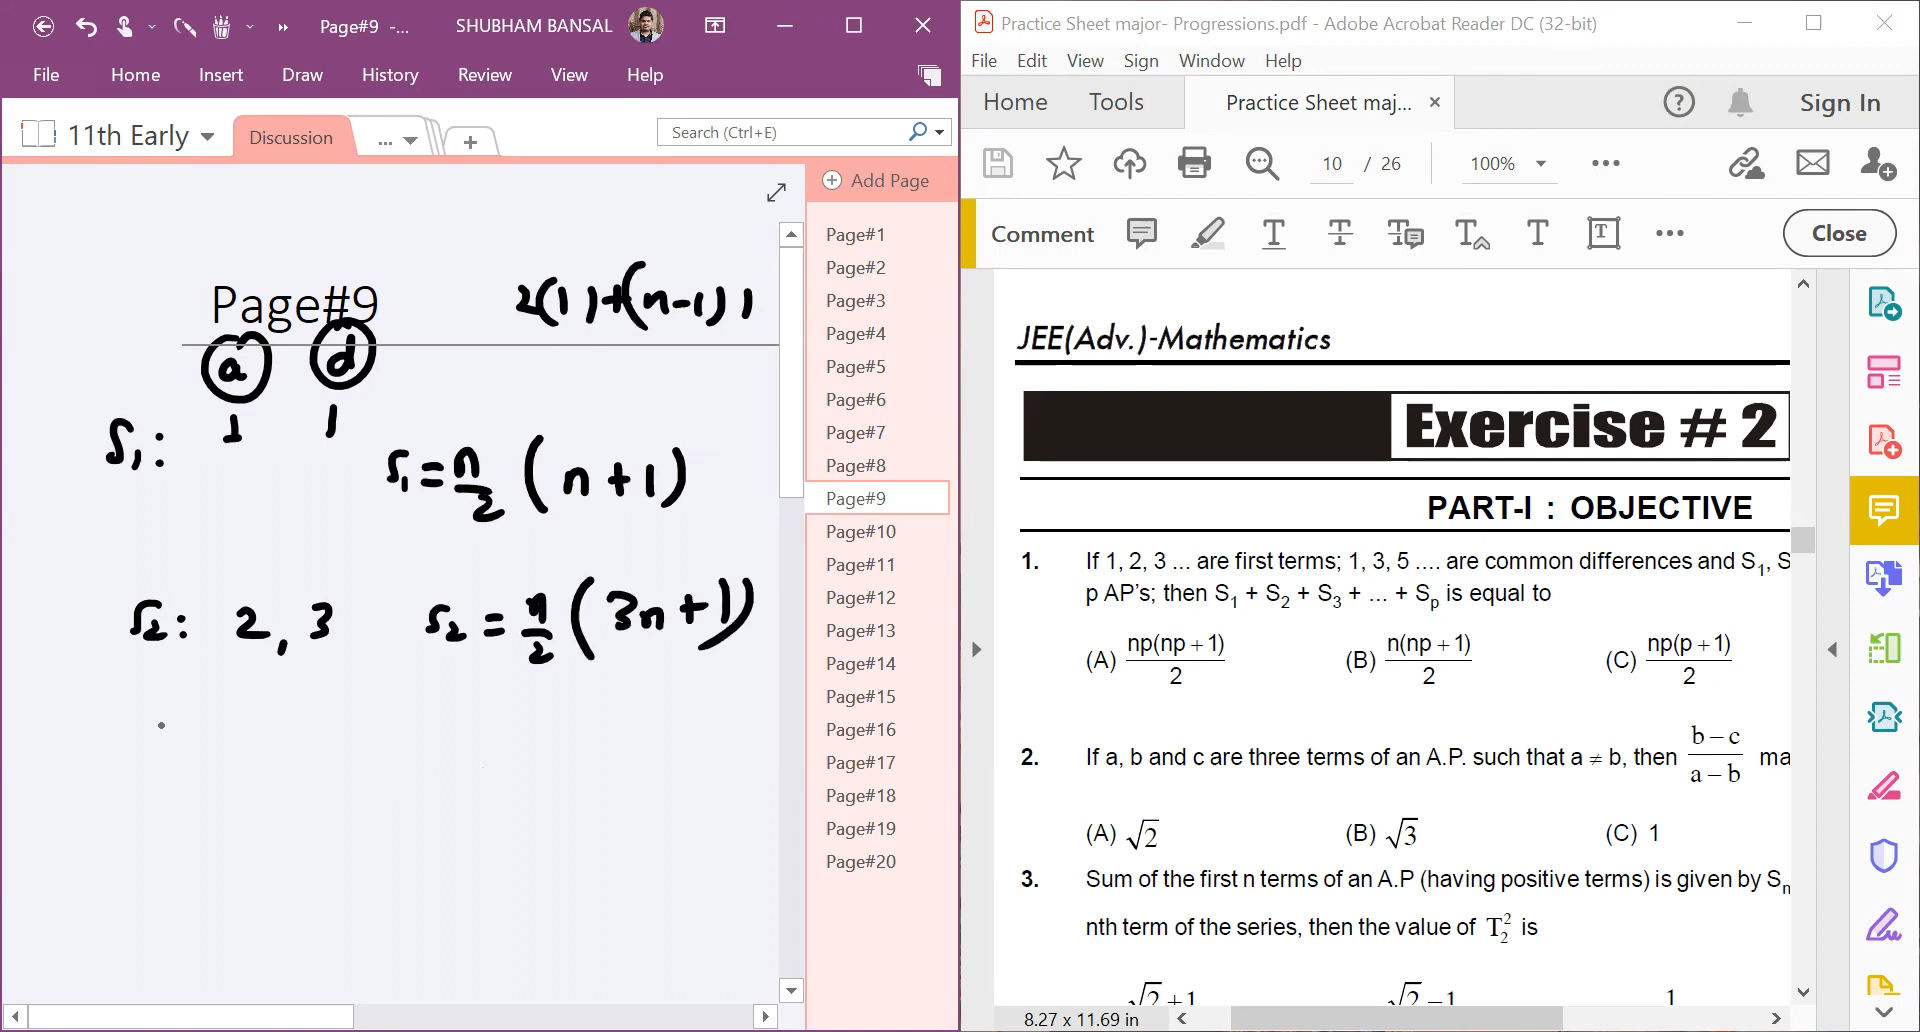 Page#9 -...
SHUBHAM BANSAL
File Home Insert Draw History Review View Help
11th Early
Discussion
...
Search (Ctrl+E)
Add Page
Page#1
Page#2
Page#3
Page#4
Page#5
Page#6
Page#7
Page#8
Page#9
Page#10
Page#11
Page#12
Page#13
Page#14
Page#15
Page#16
Page#17
Page#18
Page#19
Page#20
Page#9
2(1)+(n-1)1
a d
S₁: 1 1
S₁ = n/2 (n+1)
S₂: 2, 3 S₂ = n/2 (3n+1)
Practice Sheet major- Progressions.pdf - Adobe Acrobat Reader DC (32-bit)
File Edit View Sign Window Help
Home Tools Practice Sheet maj... × Sign In
10 / 26 100%
Comment
Close
JEE(Adv.)-Mathematics
Exercise # 2
PART-I : OBJECTIVE
1. If 1, 2, 3 ... are first terms; 1, 3, 5 .... are common differences and S₁, S
p AP's; then S₁ + S₂ + S₃ + ... + Sₚ is equal to
(A) np(np + 1)/2 (B) n(np + 1)/2 (C) np(p + 1)/2
2. If a, b and c are three terms of an A.P. such that a ≠ b, then (b − c)/(a − b) ma
(A) √2 (B) √3 (C) 1
3. Sum of the first n terms of an A.P (having positive terms) is given by Sₙ
nth term of the series, then the value of T₂² is
√2 + 1 √2 − 1 1
8.27 x 11.69 in